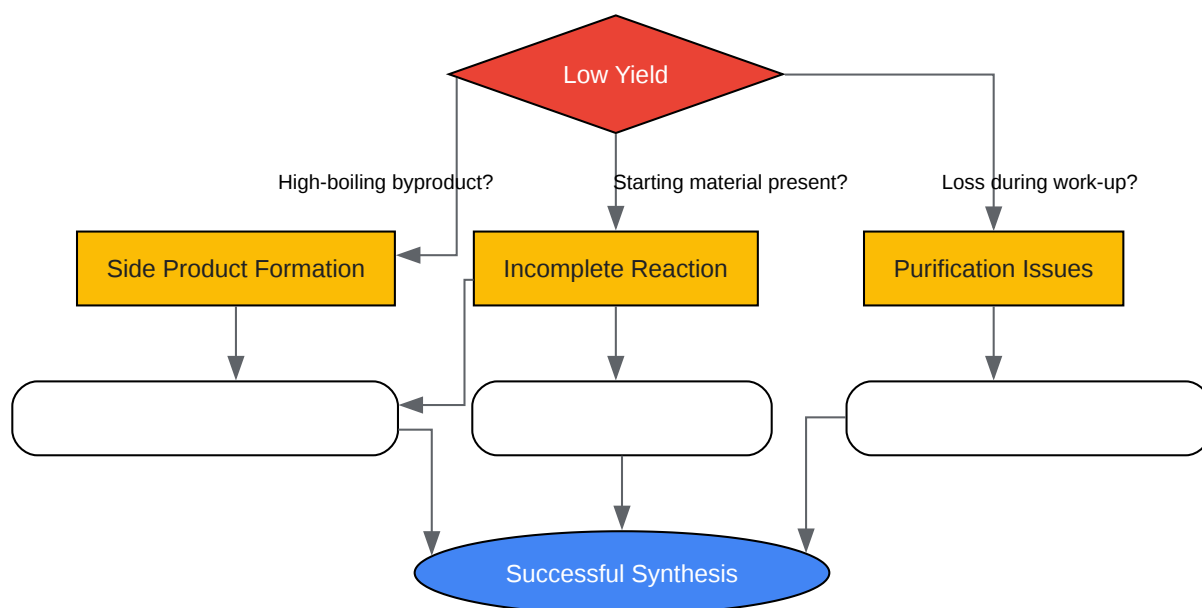 Low Yield
High-boiling byproduct?
Starting material present?
Loss during work-up?
Side Product Formation
Incomplete Reaction
Purification Issues
Successful Synthesis